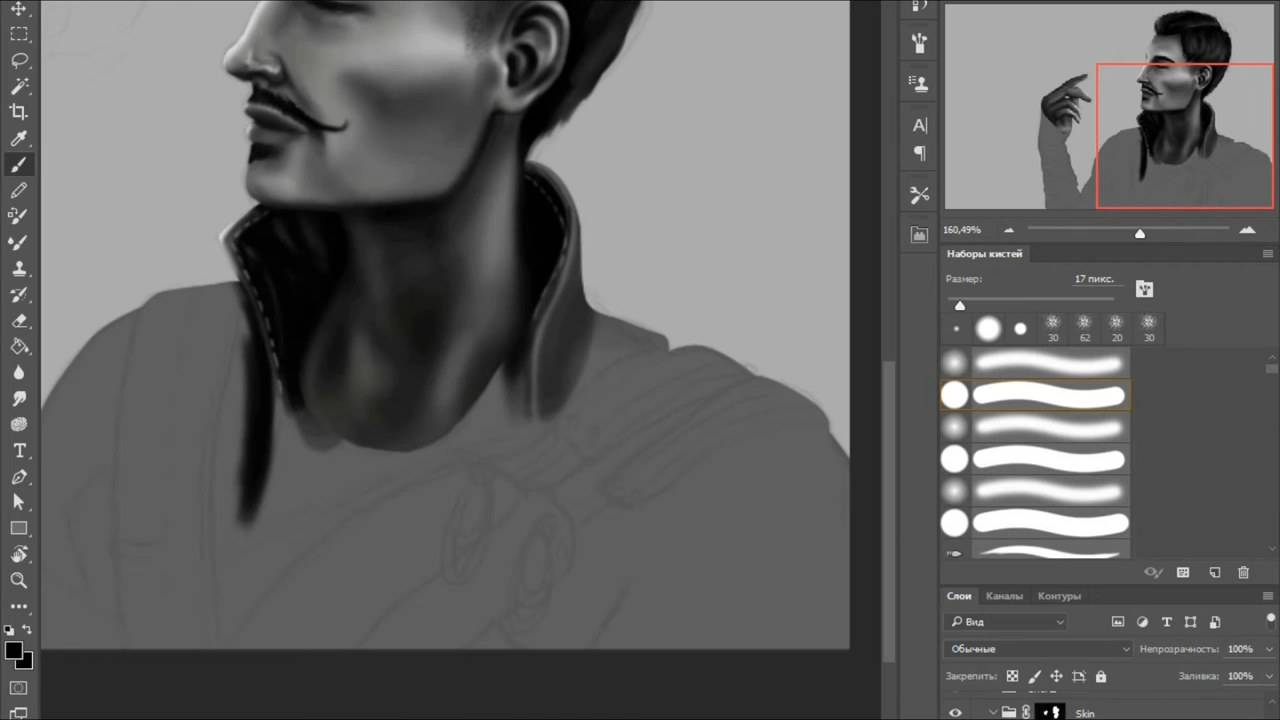 160,49%
Наборы кистей
Размер: 17 пикс.
30 62 20 30
Слои Каналы Контуры
Вид
Обычные Непрозрачность: 100%
Закрепить: Заливка: 100%
Skin